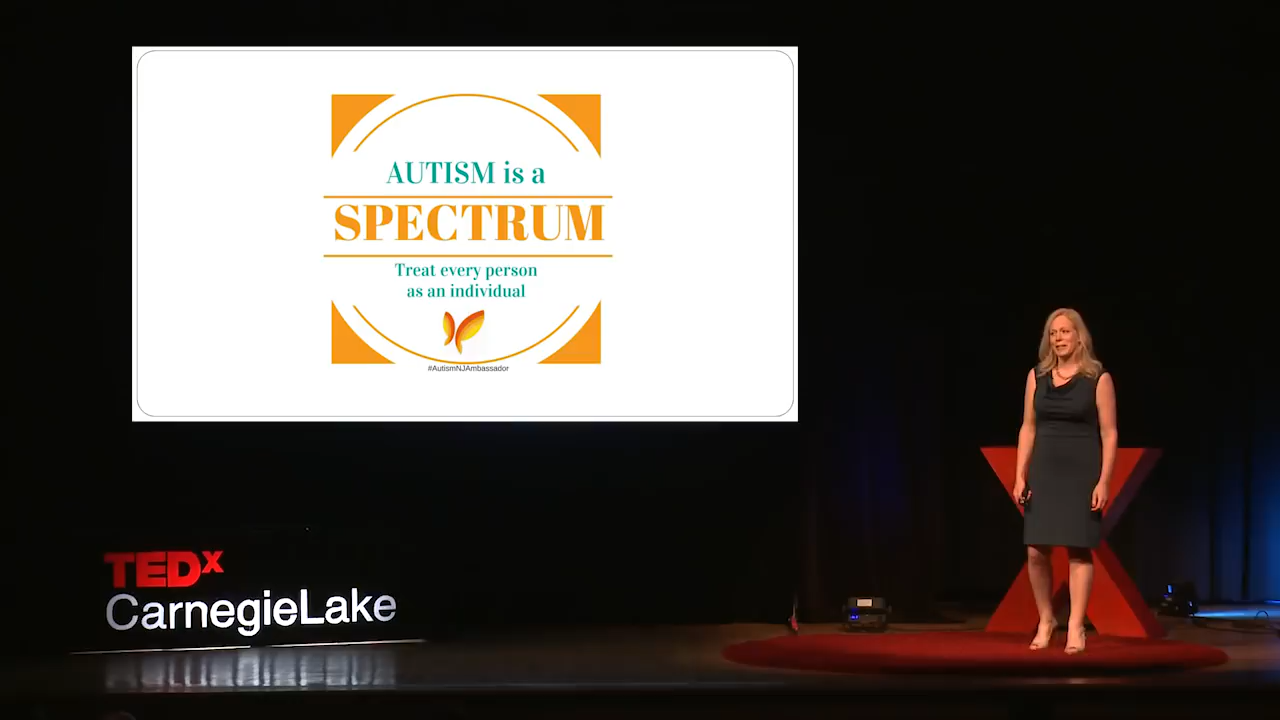 AUTISM is a
SPECTRUM
Treat every person
as an individual
#AutismNJAmbassador
TEDx
CarnegieLake